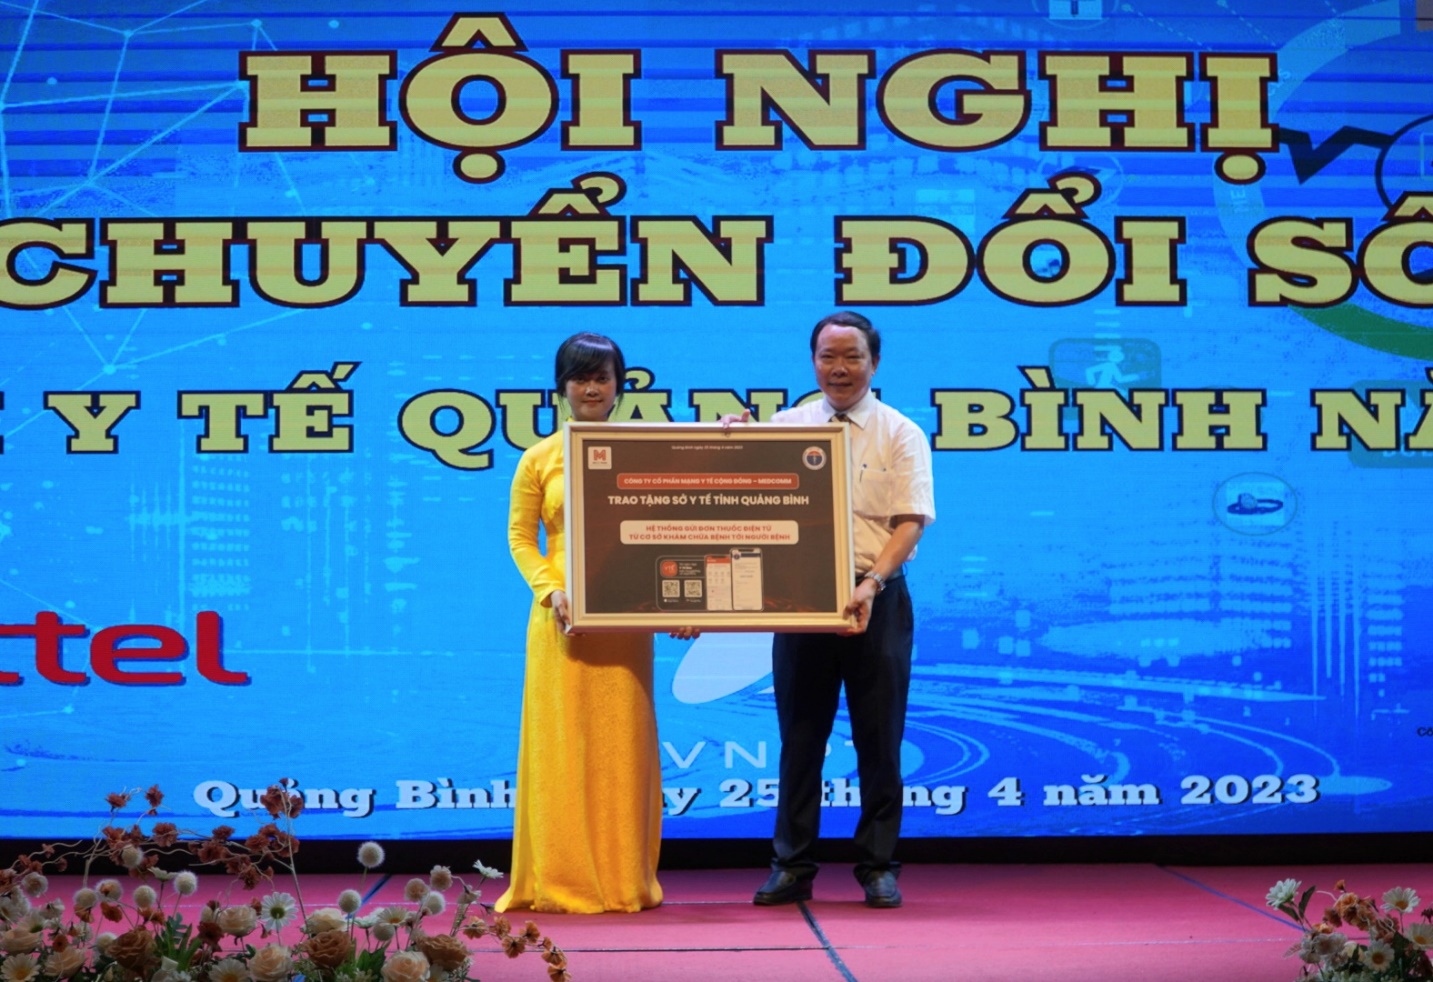 HỘI NGHỊ
CHUYỂN ĐỔI SỐ
Y TẾ QUẢNG BÌNH NĂ
CÔNG TY CỔ PHẦN MẠNG Y TẾ CỘNG ĐỒNG – MEDCOMM
TRAO TẶNG SỞ Y TẾ TỈNH QUẢNG BÌNH
HỆ THỐNG GỬI ĐƠN THUỐC ĐIỆN TỬ
TỪ CƠ SỞ KHÁM CHỮA BỆNH TỚI NGƯỜI BỆNH
ttel
VNPT
Quảng Bình, ngày 25 tháng 4 năm 2023